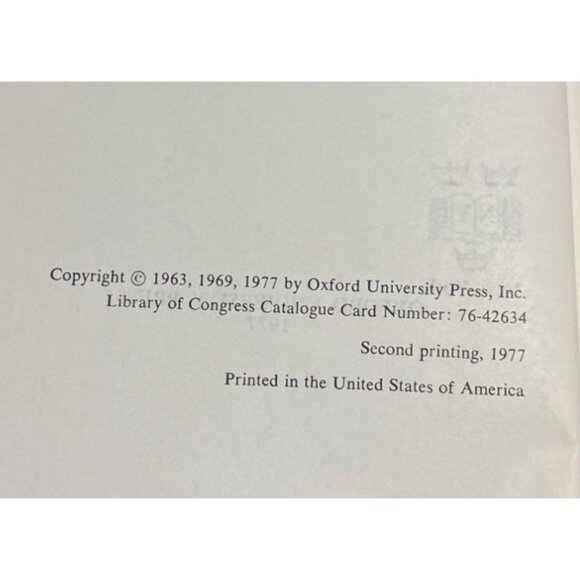 Copyright © 1963, 1969, 1977 by Oxford University Press, Inc.
Library of Congress Catalogue Card Number: 76-42634
Second printing, 1977
Printed in the United States of America